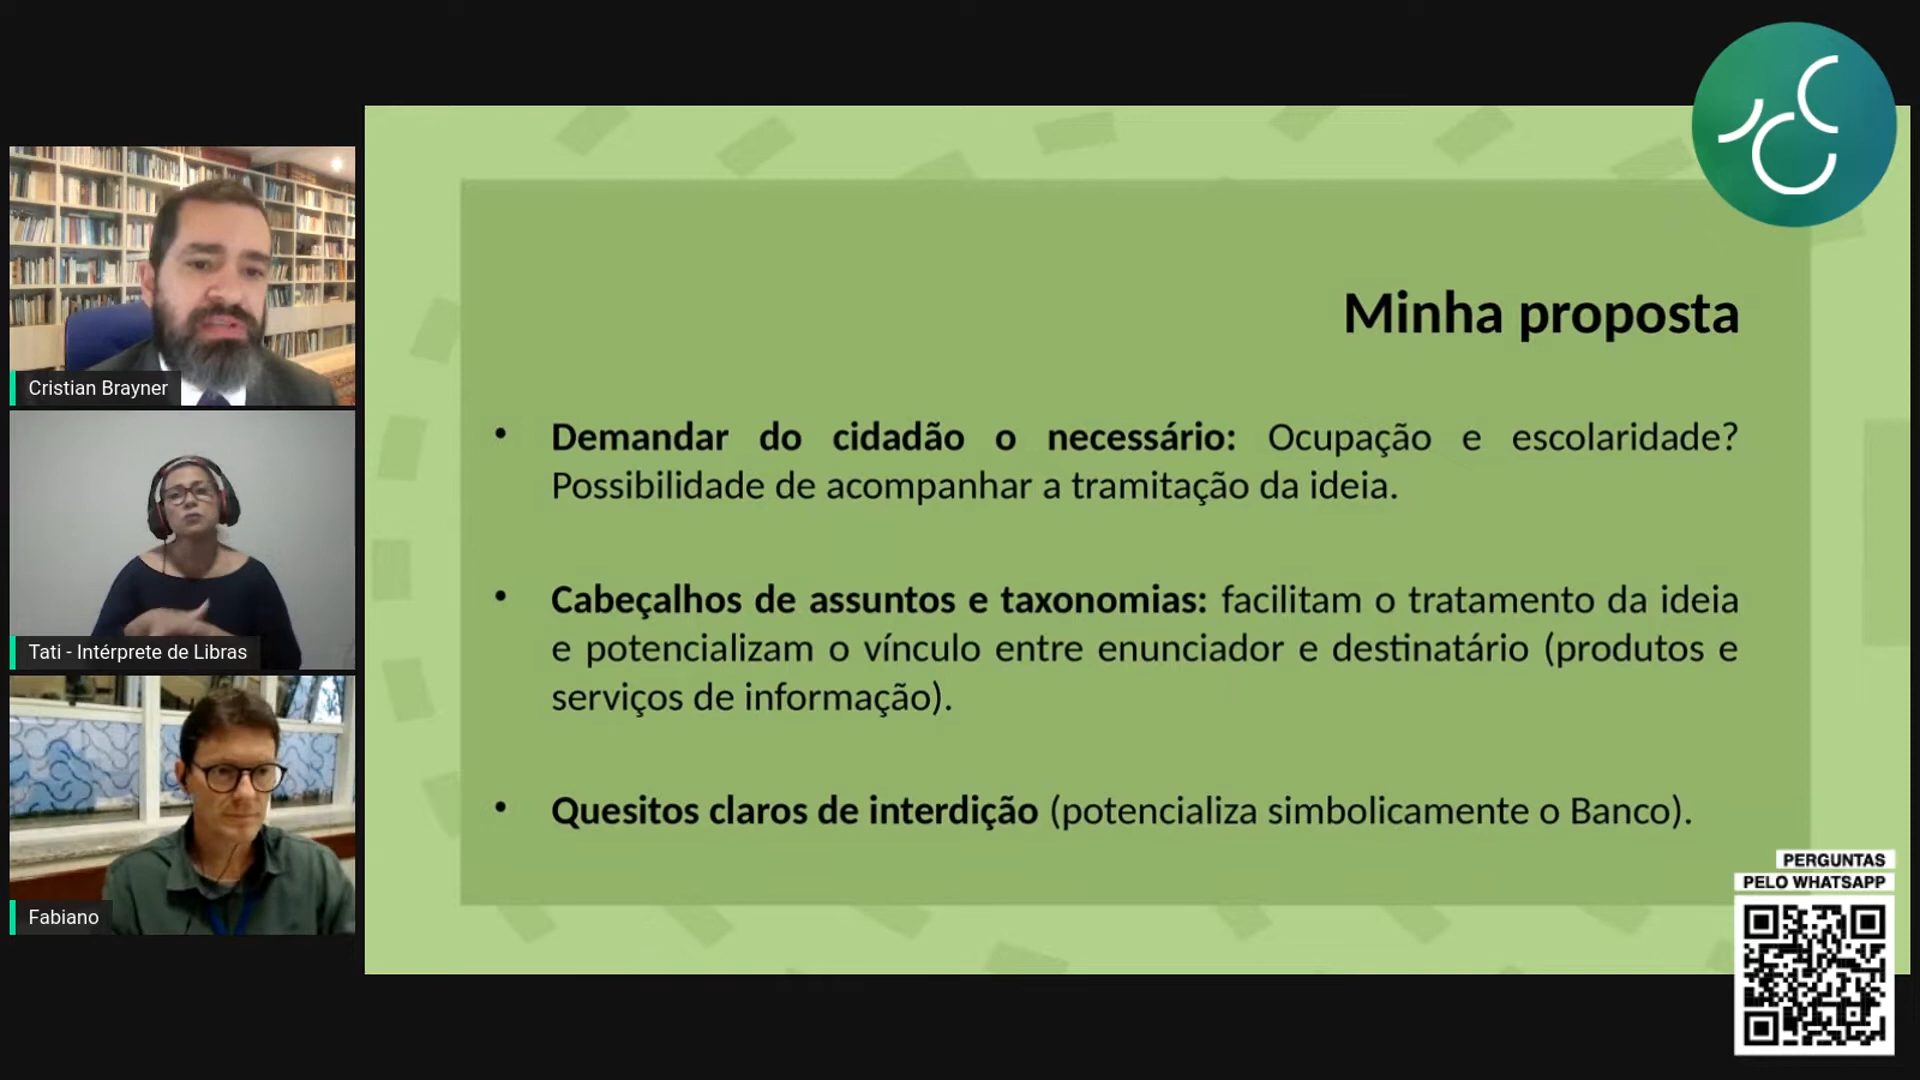 Cristian Brayner
Tati - Intérprete de Libras
Fabiano
Minha proposta
• Demandar do cidadão o necessário: Ocupação e escolaridade?
Possibilidade de acompanhar a tramitação da ideia.
• Cabeçalhos de assuntos e taxonomias: facilitam o tratamento da ideia
e potencializam o vínculo entre enunciador e destinatário (produtos e
serviços de informação).
• Quesitos claros de interdição (potencializa simbolicamente o Banco).
PERGUNTAS
PELO WHATSAPP